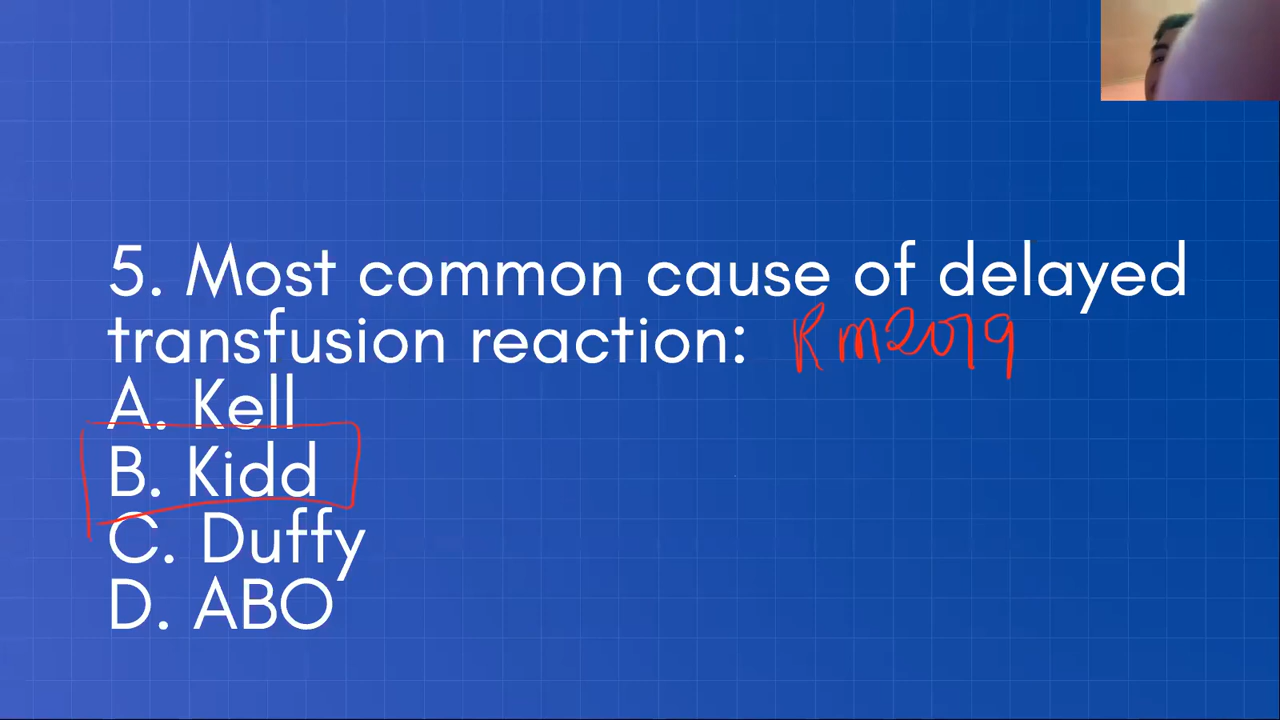 5. Most common cause of delayed
transfusion reaction: Rm2019
A. Kell
B. Kidd
C. Duffy
D. ABO